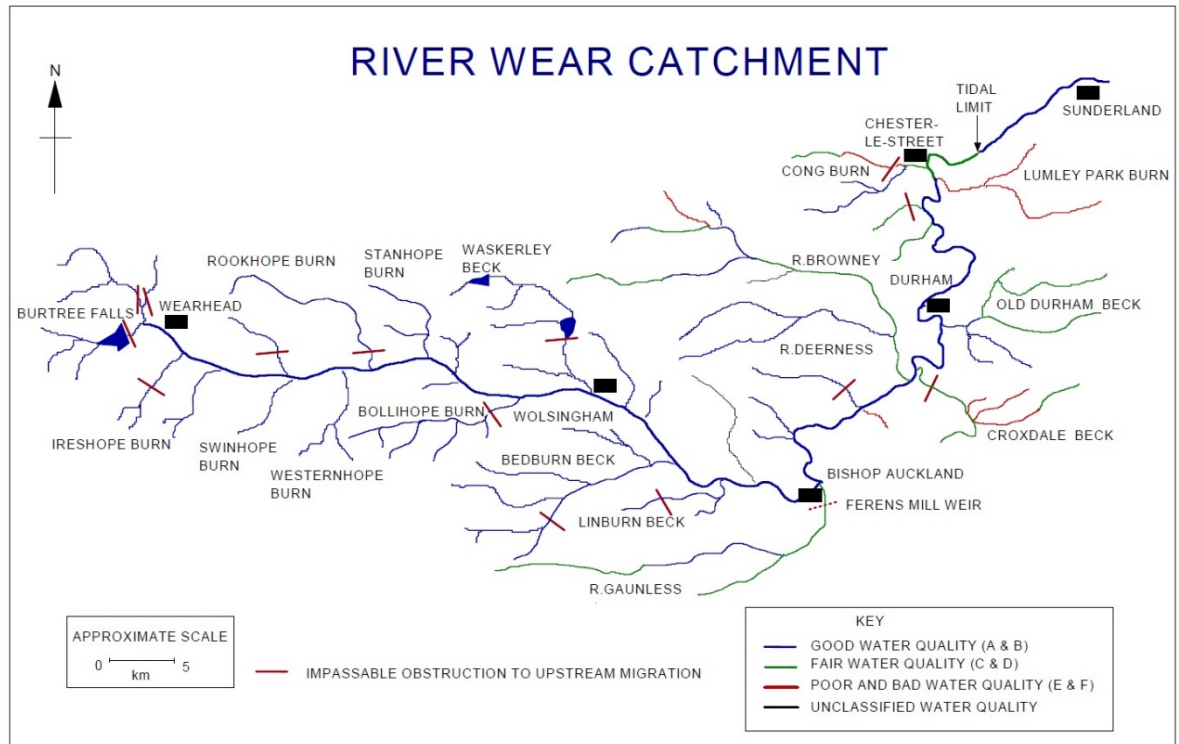 RIVER WEAR CATCHMENT
N
TIDAL
LIMIT
SUNDERLAND
CHESTER-
LE-STREET
CONG BURN
LUMLEY PARK BURN
ROOKHOPE BURN
STANHOPE
BURN
WASKERLEY
BECK
R.BROWNEY
DURHAM
OLD DURHAM BECK
BURTREE FALLS
WEARHEAD
R.DEERNESS
IRESHOPE BURN
SWINHOPE
BURN
WESTERNHOPE
BURN
BOLLIHOPE BURN
WOLSINGHAM
CROXDALE BECK
BEDBURN BECK
BISHOP AUCKLAND
FERENS MILL WEIR
LINBURN BECK
R.GAUNLESS
APPROXIMATE SCALE
0 5
km
IMPASSABLE OBSTRUCTION TO UPSTREAM MIGRATION
KEY
GOOD WATER QUALITY (A & B)
FAIR WATER QUALITY (C & D)
POOR AND BAD WATER QUALITY (E & F)
UNCLASSIFIED WATER QUALITY